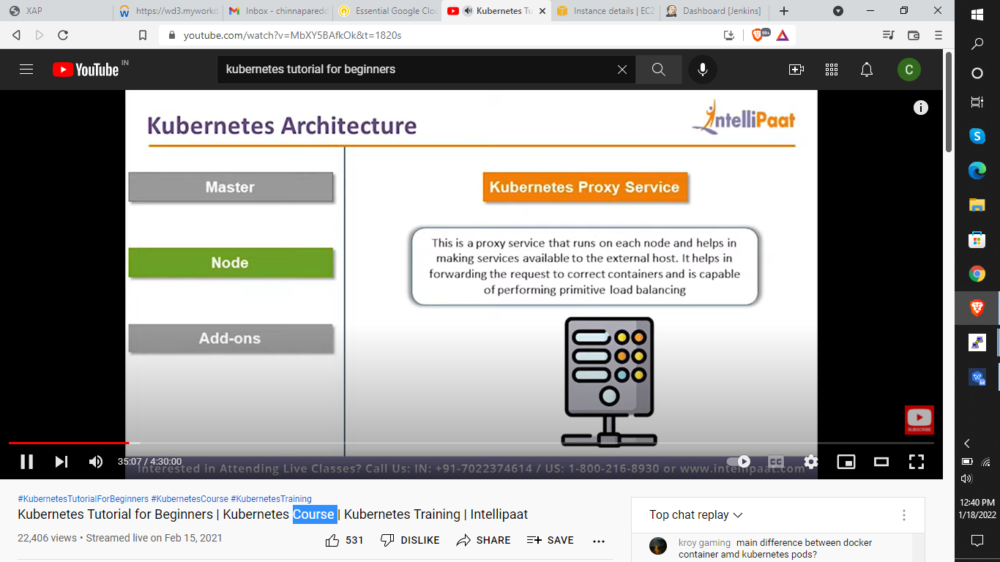 XAP
https://wd3.myworkd
Inbox - chinnaparedd
Essential Google Clou
Kubernetes Tu
Instance details | EC2
Dashboard [Jenkins]
youtube.com/watch?v=MbXY5BAfkOk&t=1820s
99+
YouTube IN
kubernetes tutorial for beginners
C
Kubernetes Architecture
IntelliPaat
Master
Node
Add-ons
Kubernetes Proxy Service
This is a proxy service that runs on each node and helps in
making services available to the external host. It helps in
forwarding the request to correct containers and is capable
of performing primitive load balancing
SUBSCRIBE
35:07 / 4:30:00
CC
Interested in Attending Live Classes? Call Us: IN: +91-7022374614 / US: 1-800-216-8930 or www.intellipaat.com
#KubernetesTutorialForBeginners #KubernetesCourse #KubernetesTraining
Kubernetes Tutorial for Beginners | Kubernetes Course | Kubernetes Training | Intellipaat
22,406 views • Streamed live on Feb 15, 2021
531
DISLIKE
SHARE
SAVE
Top chat replay
kroy gaming main difference between docker
container amd kubernetes pods?
12:40 PM
1/18/2022